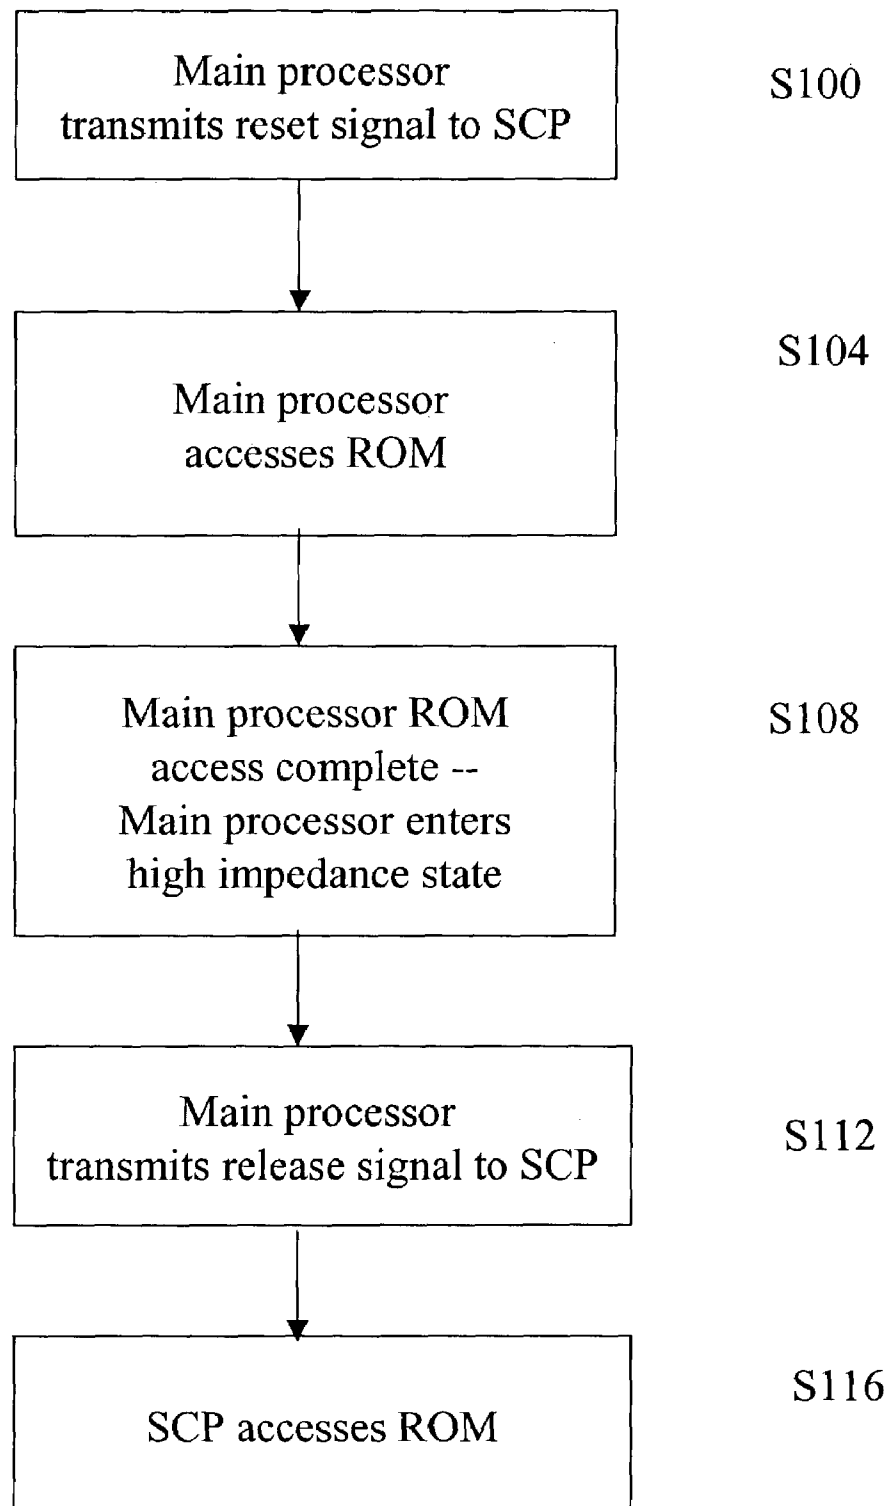 Main processor
transmits reset signal to SCP
S100
Main processor
accesses ROM
S104
Main processor ROM
access complete --
Main processor enters
high impedance state
S108
Main processor
transmits release signal to SCP
S112
SCP accesses ROM
S116